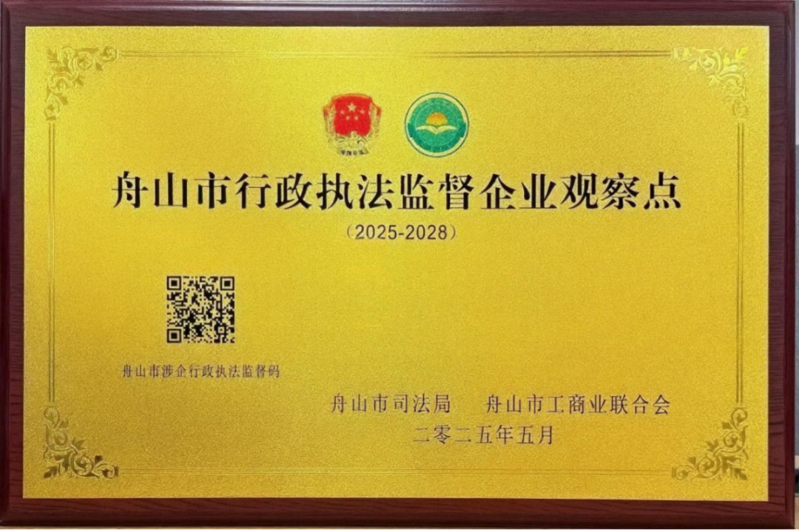 舟山市行政执法监督企业观察点
（2025-2028）
舟山市涉企行政执法监督码
舟山市司法局 舟山市工商业联合会
二零二五年五月